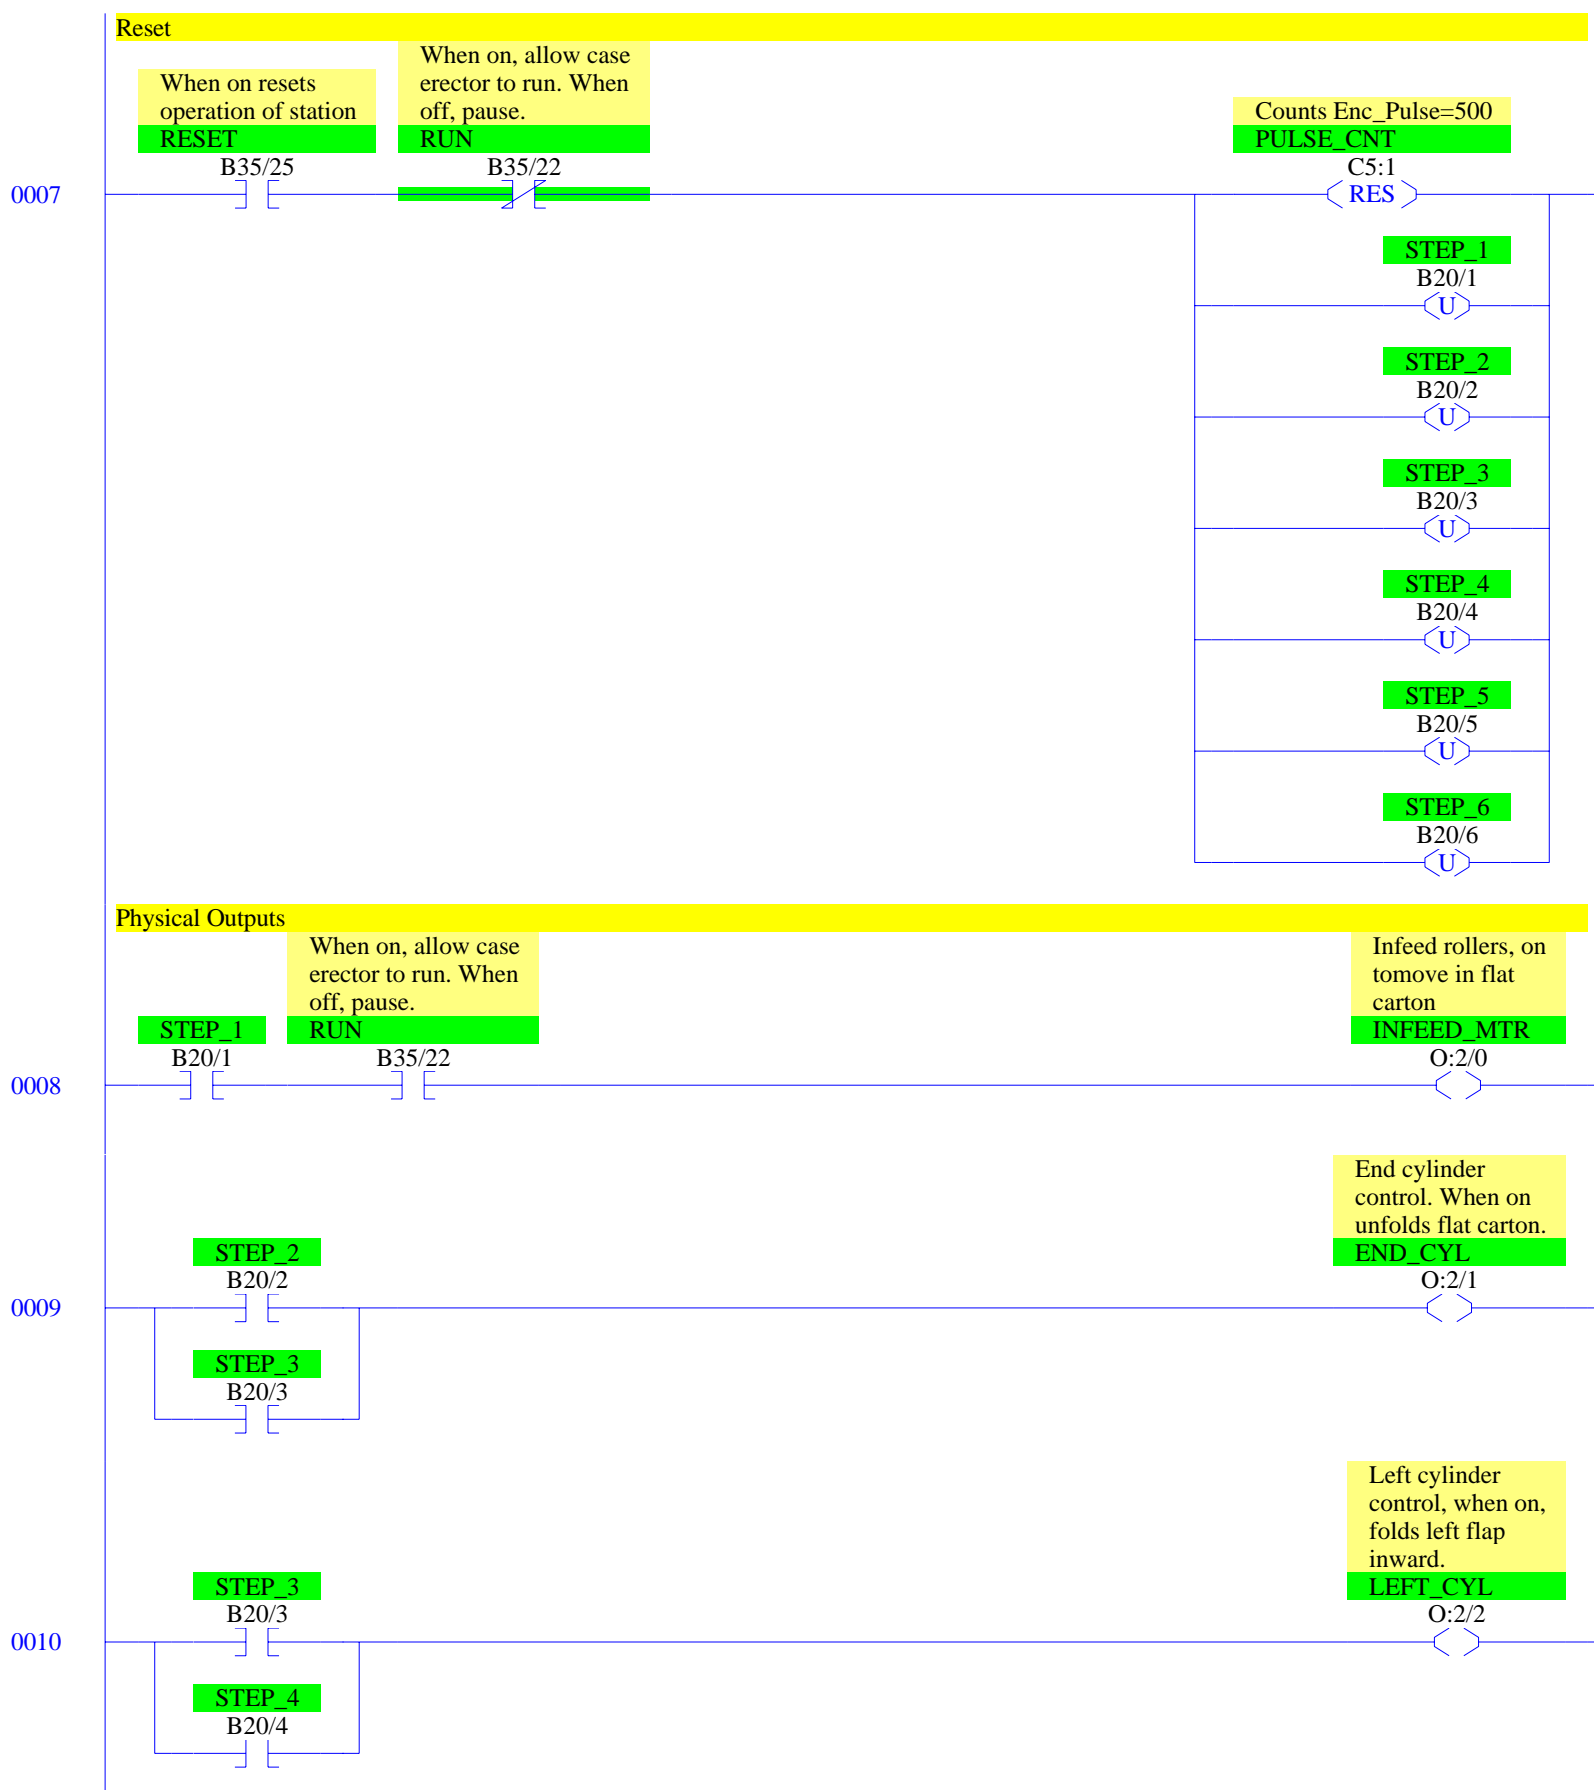 Reset
When on resets
operation of station
RESET
B35/25
When on, allow case
erector to run. When
off, pause.
RUN
B35/22
Counts Enc_Pulse=500
PULSE_CNT
C5:1
0007
RES
STEP_1
B20/1
U
STEP_2
B20/2
U
STEP_3
B20/3
U
STEP_4
B20/4
U
STEP_5
B20/5
U
STEP_6
B20/6
U
Physical Outputs
STEP_1
B20/1
When on, allow case
erector to run. When
off, pause.
RUN
B35/22
Infeed rollers, on
tomove in flat
carton
INFEED_MTR
O:2/0
0008
End cylinder
control. When on
unfolds flat carton.
END_CYL
O:2/1
STEP_2
B20/2
0009
STEP_3
B20/3
Left cylinder
control, when on,
folds left flap
inward.
LEFT_CYL
O:2/2
STEP_3
B20/3
0010
STEP_4
B20/4